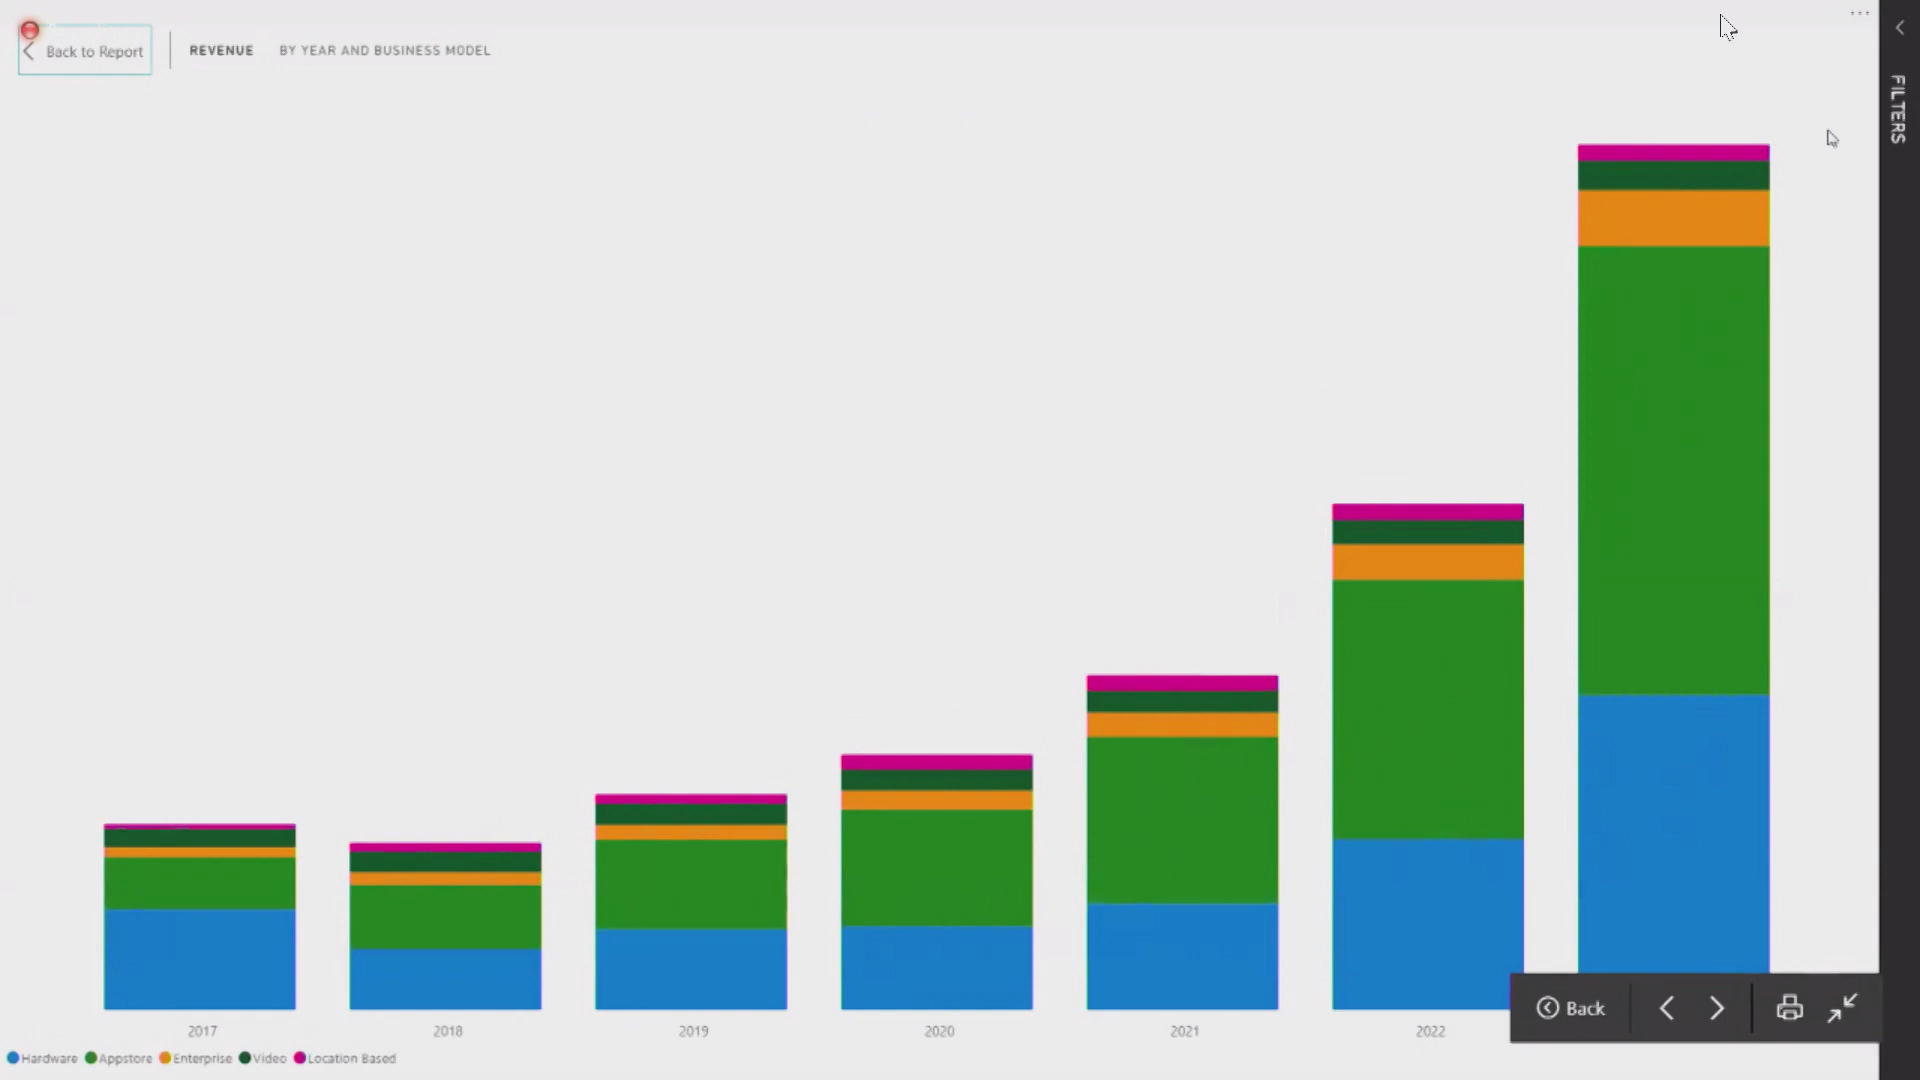 Back to Report
REVENUE BY YEAR AND BUSINESS MODEL
FILTERS
2017 2018 2019 2020 2021 2022
Back
Hardware Appstore Enterprise Video Location Based